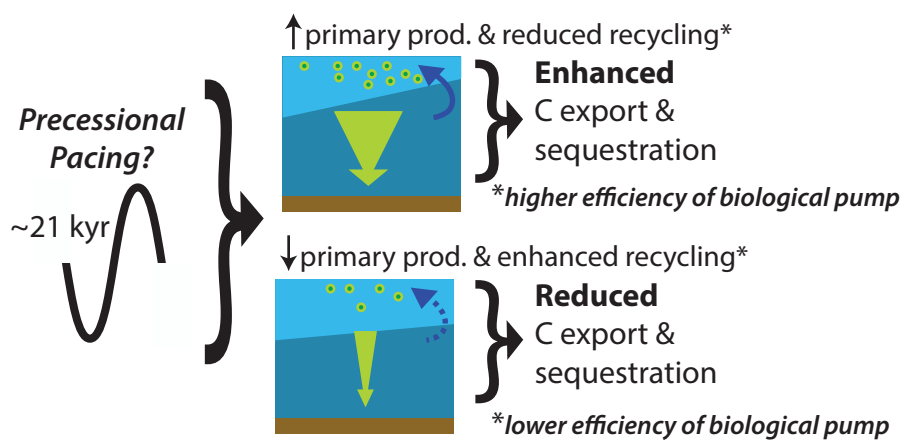 Precessional
Pacing?
~21 kyr
↑primary prod. & reduced recycling*
Enhanced
C export &
sequestration
*higher efficiency of biological pump
↓primary prod. & enhanced recycling*
Reduced
C export &
sequestration
*lower efficiency of biological pump